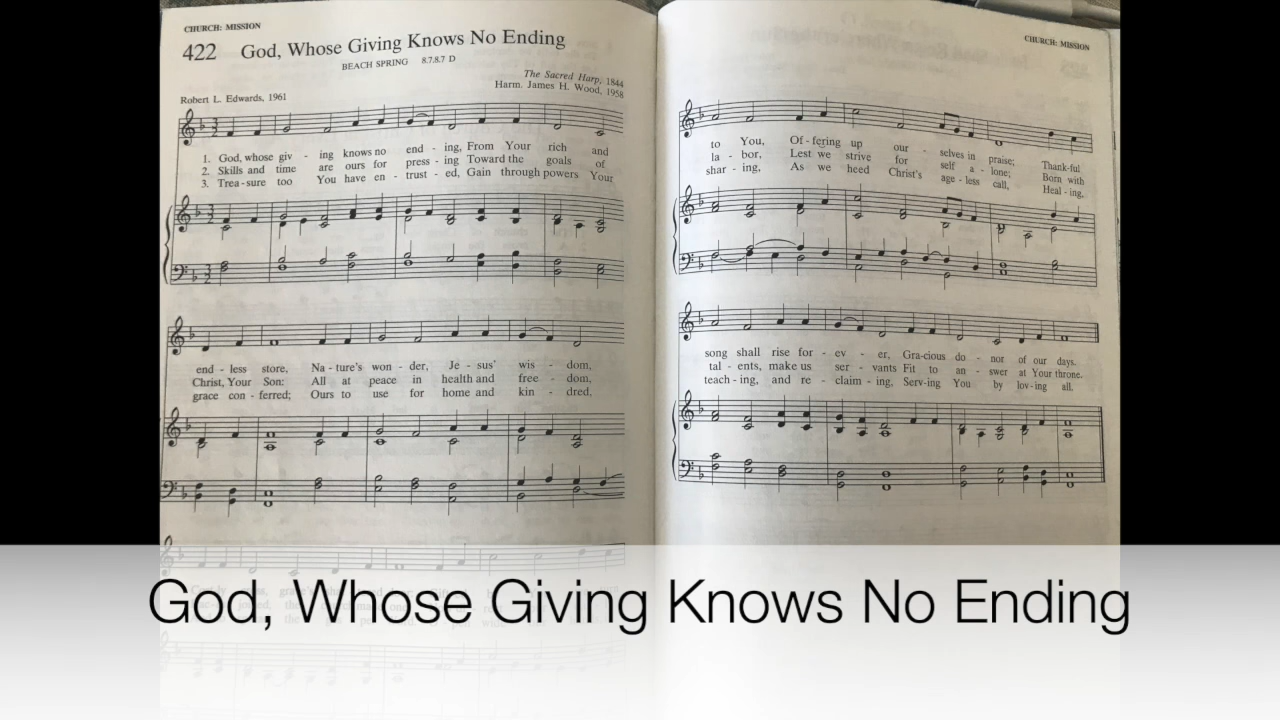 CHURCH: MISSION
422 God, Whose Giving Knows No Ending
BEACH SPRING 8.7.8.7 D
The Sacred Harp, 1844
Harm. James H. Wood, 1958
Robert L. Edwards, 1961
1. God, whose giv - ing knows no end - ing, From Your rich and
2. Skills and time are ours for press - ing Toward the goals of
3. Trea - sure too You have en - trust - ed, Gain through powers Your
end - less store, Na - ture's won - der, Je - sus' wis - dom,
Christ, Your Son: All at peace in health and free - dom,
grace con - ferred; Ours to use for home and kin - dred,
CHURCH: MISSION
to You, Of - fering up our - selves in praise; Thank - ful
la - bor, Lest we strive for self a - lone; Born with
shar - ing, As we heed Christ's age - less call, Heal - ing,
song shall rise for - ev - er, Gra - cious do - nor of our days.
tal - ents, make us ser - vants Fit to an - swer at Your throne.
teach - ing, and re - claim - ing, Serv - ing You by lov - ing all.
God, Whose Giving Knows No Ending